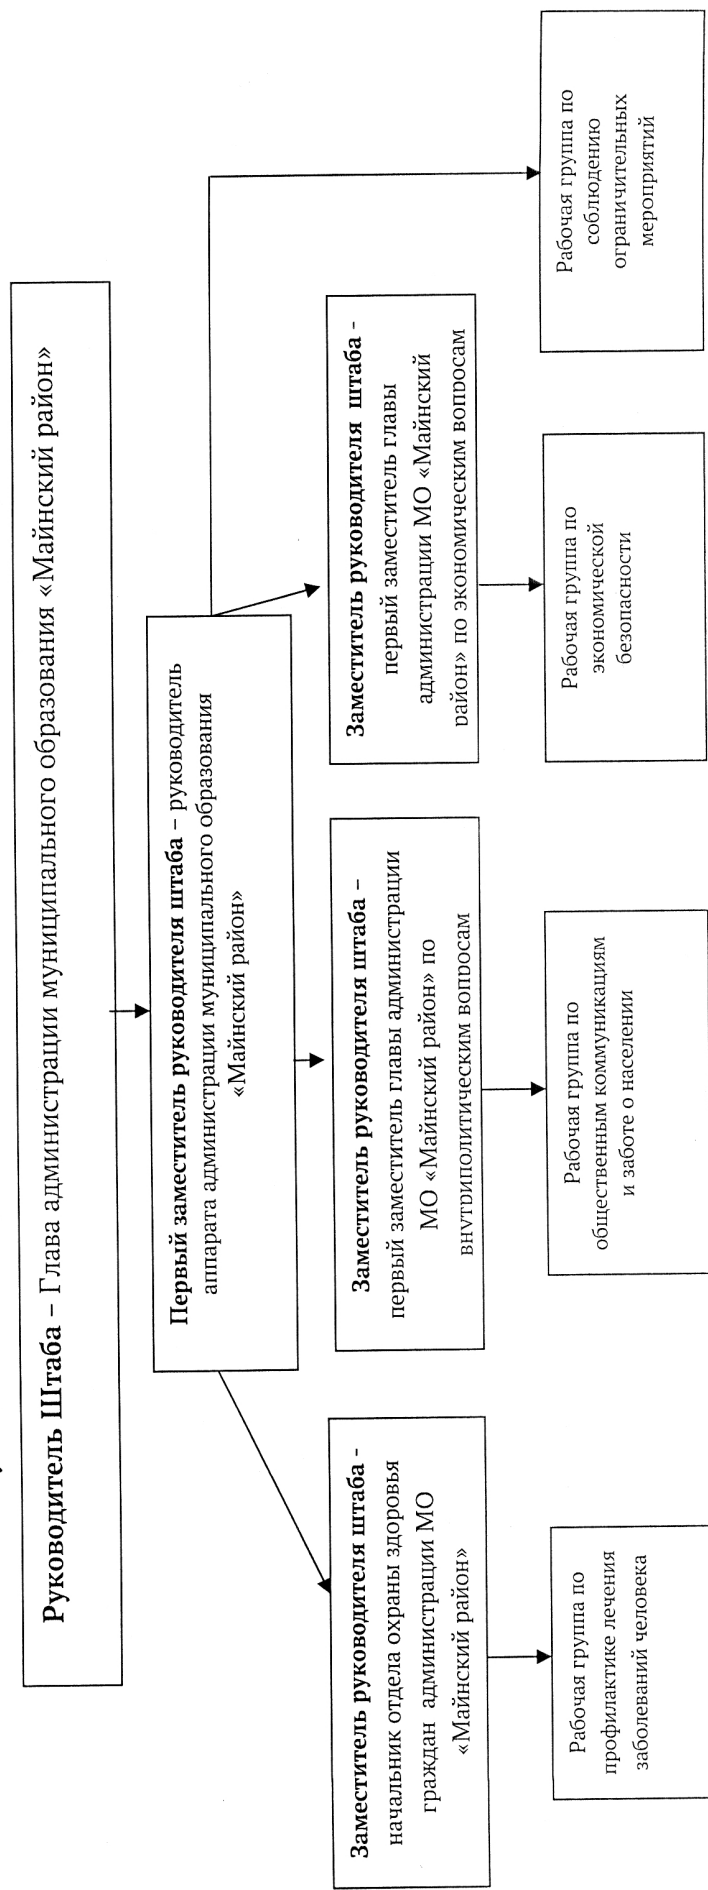 Руководитель Штаба – Глава администрации муниципального образования «Майнский район»
Первый заместитель руководителя штаба – руководитель
аппарата администрации муниципального образования
«Майнский район»
Заместитель руководителя штаба -
начальник отдела охраны здоровья
граждан администрации МО
«Майнский район»
Заместитель руководителя штаба –
первый заместитель главы администрации
МО «Майнский район» по
внутриполитическим вопросам
Заместитель руководителя штаба -
первый заместитель главы
администрации МО «Майнский
район» по экономическим вопросам
Рабочая группа по
профилактике лечения
заболеваний человека
Рабочая группа по
общественным коммуникациям
и заботе о населении
Рабочая группа по
экономической
безопасности
Рабочая группа по
соблюдению
ограничительных
мероприятий